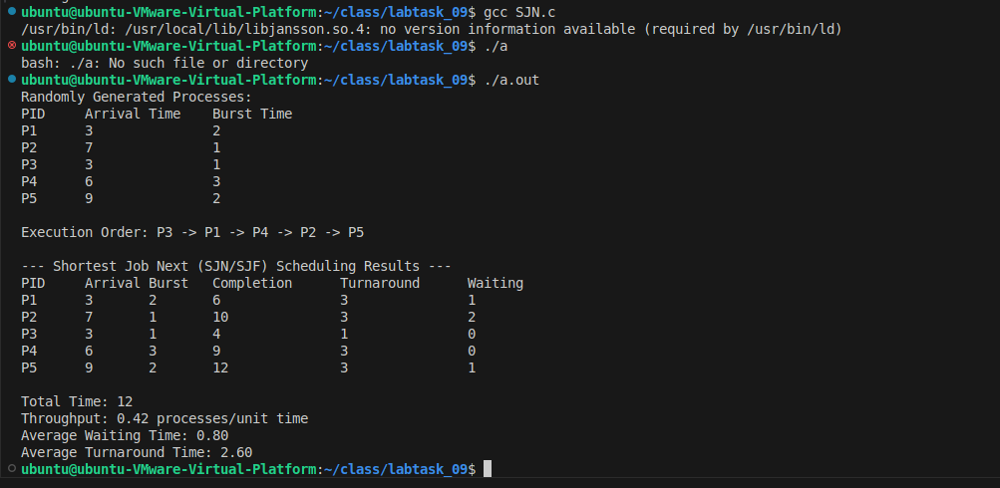 ubuntu@ubuntu-VMware-Virtual-Platform:~/class/labtask_09$ gcc SJN.c
/usr/bin/ld: /usr/local/lib/libjansson.so.4: no version information available (required by /usr/bin/ld)
ubuntu@ubuntu-VMware-Virtual-Platform:~/class/labtask_09$ ./a
bash: ./a: No such file or directory
ubuntu@ubuntu-VMware-Virtual-Platform:~/class/labtask_09$ ./a.out
Randomly Generated Processes:
PID     Arrival Time    Burst Time
P1      3               2
P2      7               1
P3      3               1
P4      6               3
P5      9               2

Execution Order: P3 -> P1 -> P4 -> P2 -> P5

--- Shortest Job Next (SJN/SJF) Scheduling Results ---
PID     Arrival Burst   Completion      Turnaround      Waiting
P1      3       2       6               3               1
P2      7       1       10              3               2
P3      3       1       4               1               0
P4      6       3       9               3               0
P5      9       2       12              3               1

Total Time: 12
Throughput: 0.42 processes/unit time
Average Waiting Time: 0.80
Average Turnaround Time: 2.60
ubuntu@ubuntu-VMware-Virtual-Platform:~/class/labtask_09$